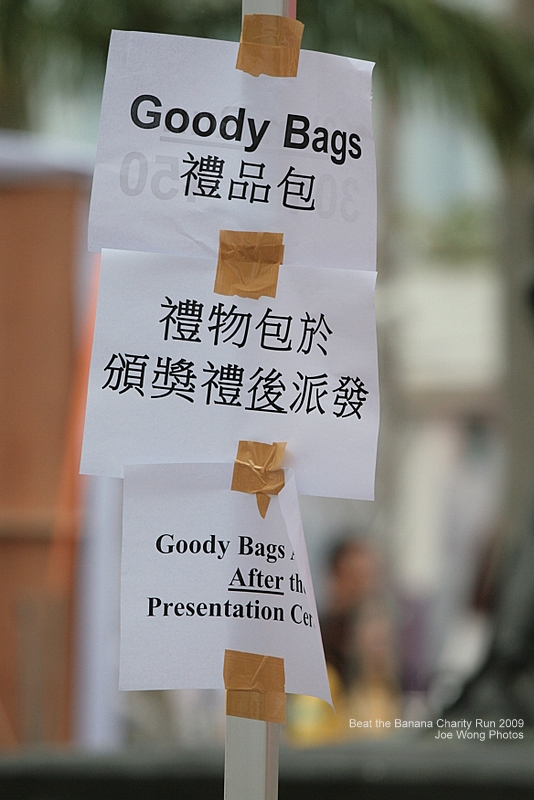 Goody Bags
禮品包
禮物包於
頒獎禮後派發
Goody Bags
After
Presentation
Beat the Banana Charity Run 2009
Joe Wong Photos